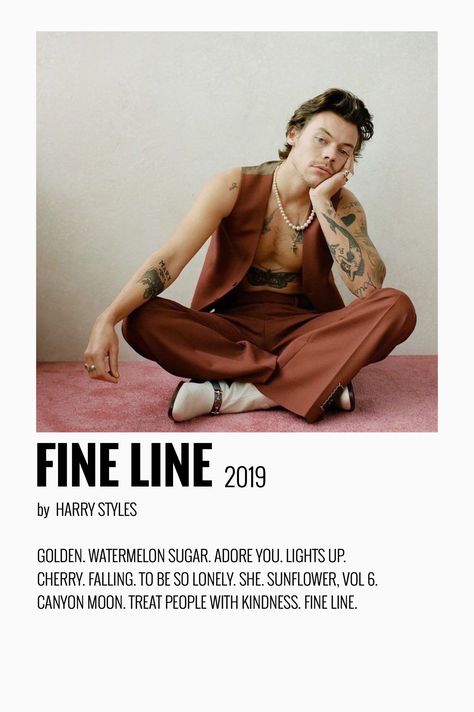 FINE LINE 2019
by HARRY STYLES
GOLDEN. WATERMELON SUGAR. ADORE YOU. LIGHTS UP.
CHERRY. FALLING. TO BE SO LONELY. SHE. SUNFLOWER, VOL 6.
CANYON MOON. TREAT PEOPLE WITH KINDNESS. FINE LINE.